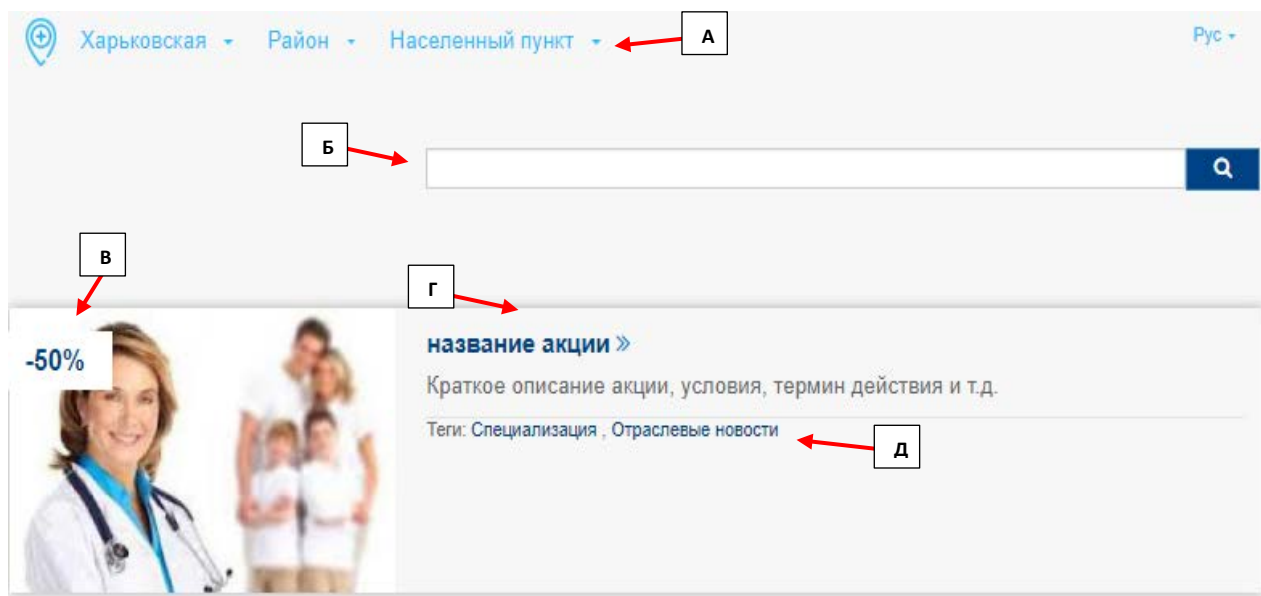 Харьковская Район Населенный пункт А Рус
Б
В
Г
-50%
название акции »
Краткое описание акции, условия, термин действия и т.д.
Теги: Специализация , Отраслевые новости
Д